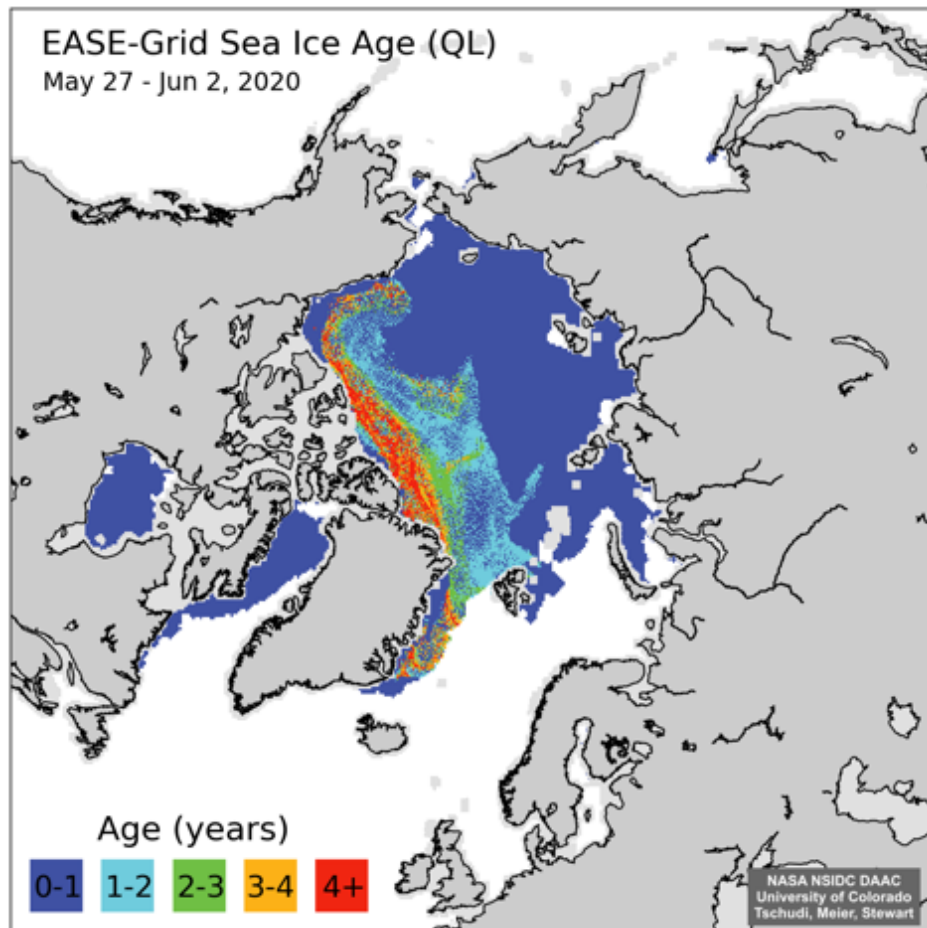 EASE-Grid Sea Ice Age (QL)
May 27 - Jun 2, 2020
Age (years)
0-1 1-2 2-3 3-4 4+
NASA NSIDC DAAC
University of Colorado
Tschudi, Meier, Stewart